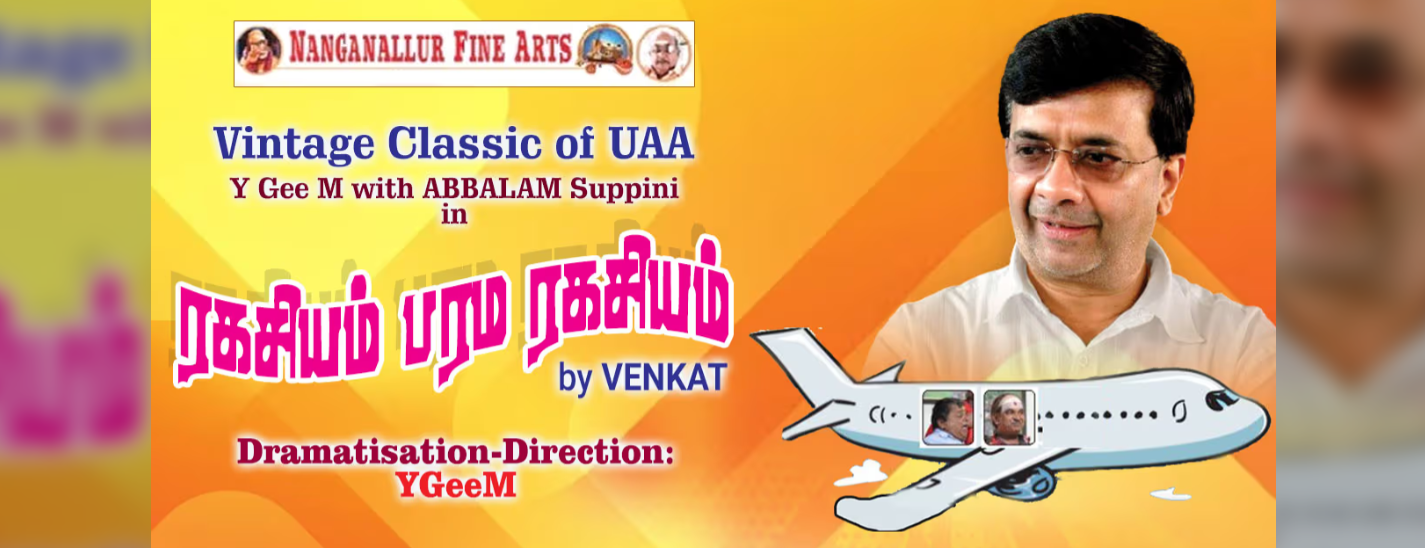 NANGANALLUR FINE ARTS
Vintage Classic of UAA
Y Gee M with ABBALAM Suppini
in
ரகசியம் பரம ரகசியம்
by VENKAT
Dramatisation-Direction:
YGeeM